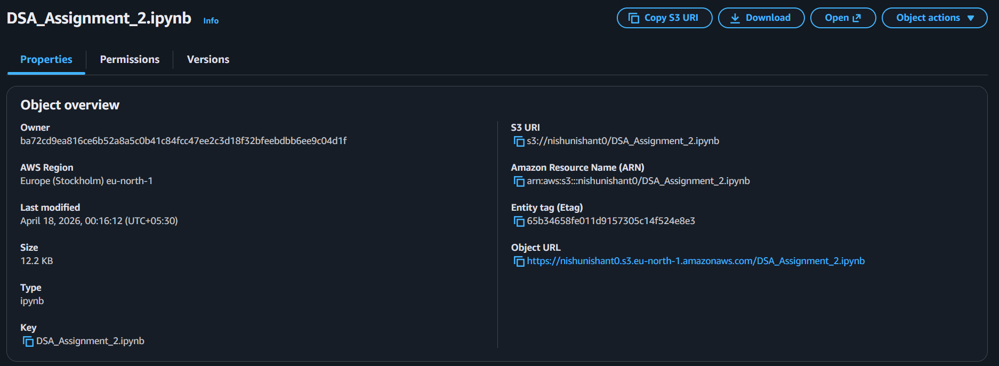 DSA_Assignment_2.ipynb Info
Copy S3 URI Download Open Object actions
Properties Permissions Versions
Object overview
Owner
ba72cd9ea816ce6b52a8a5c0b41c84fcc47ee2c3d18f32bfeebdbb6ee9c04d1f
AWS Region
Europe (Stockholm) eu-north-1
Last modified
April 18, 2026, 00:16:12 (UTC+05:30)
Size
12.2 KB
Type
ipynb
Key
DSA_Assignment_2.ipynb
S3 URI
s3://nishunishant0/DSA_Assignment_2.ipynb
Amazon Resource Name (ARN)
arn:aws:s3:::nishunishant0/DSA_Assignment_2.ipynb
Entity tag (Etag)
65b34658fe011d9157305c14f524e8e3
Object URL
https://nishunishant0.s3.eu-north-1.amazonaws.com/DSA_Assignment_2.ipynb